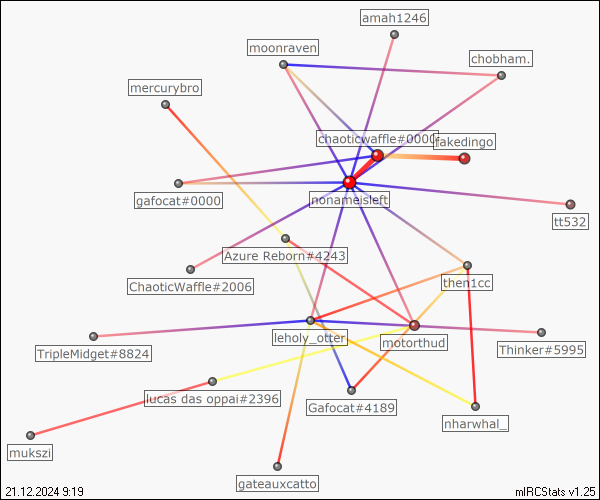 amah1246
moonraven
chobham.
mercurybro
chaoticwaffle#0000
fakedingo
gafocat#0000
nonameisleft
tt532
Azure Reborn#4243
ChaoticWaffle#2006
then1cc
leholy_otter
motorthud
TripleMidget#8824
Thinker#5995
lucas das oppai#2396
Gafocat#4189
nharwhal_
mukszi
gateauxcatto
21.12.2024 9:19
mIRCStats v1.25